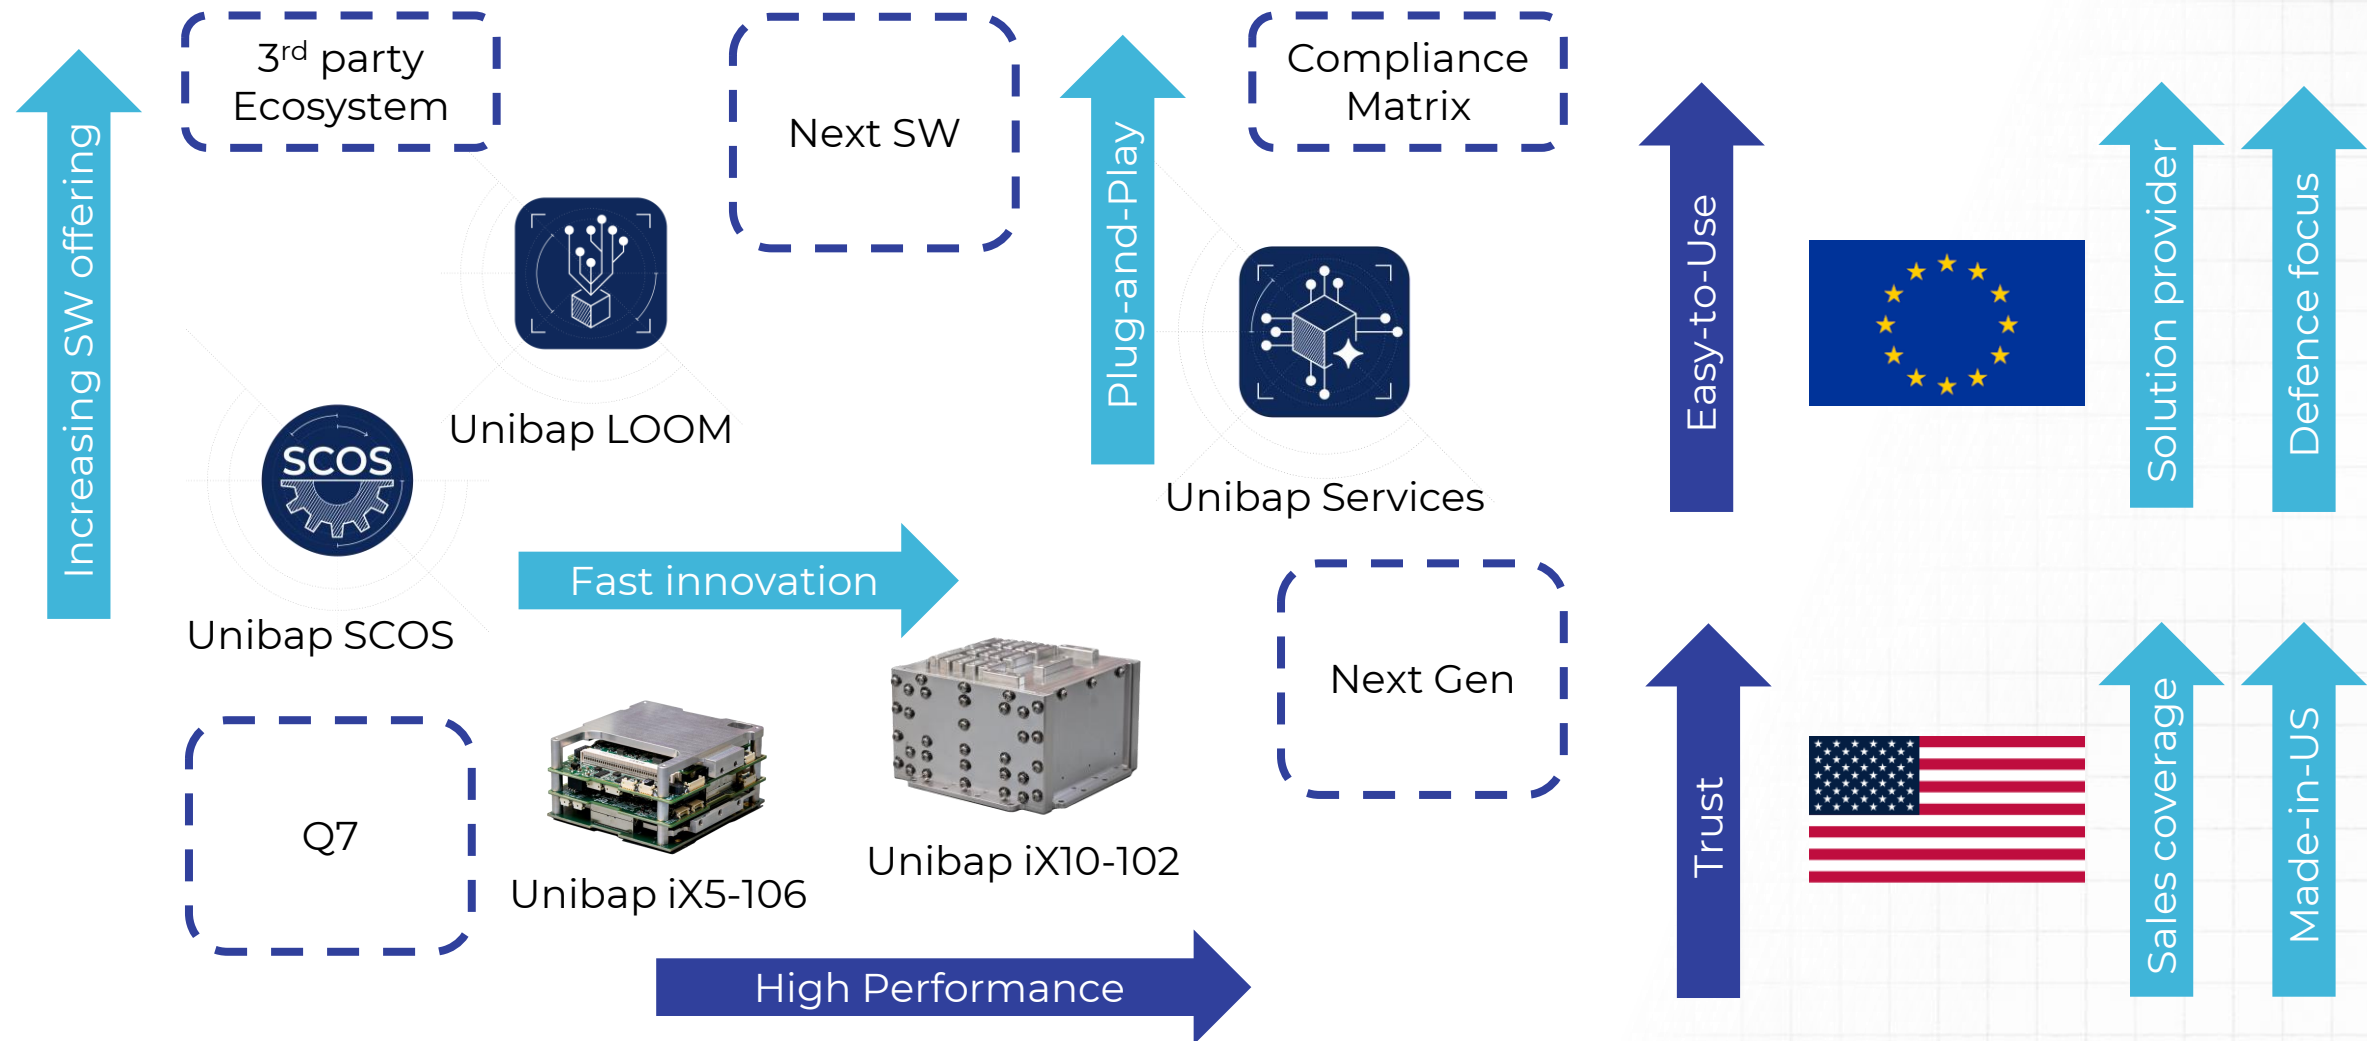 Increasing SW offering
3rd party
Ecosystem
Next SW
Unibap LOOM
SCOS
Unibap SCOS
Plug-and-Play
Compliance
Matrix
Unibap Services
Fast innovation
Q7
Unibap iX5-106
Unibap iX10-102
Next Gen
High Performance
Easy-to-Use
Solution provider
Defence focus
Trust
Sales coverage
Made-in-US